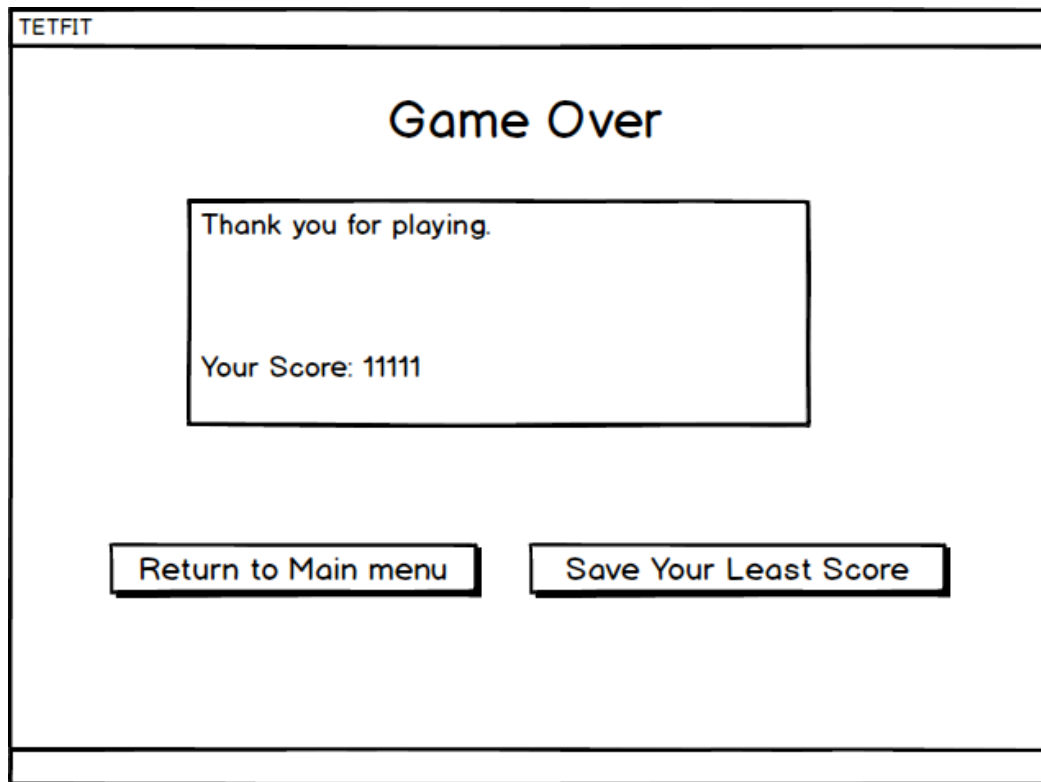 TETFIT
Game Over
Thank you for playing.
Your Score: 11111
Return to Main menu
Save Your Least Score